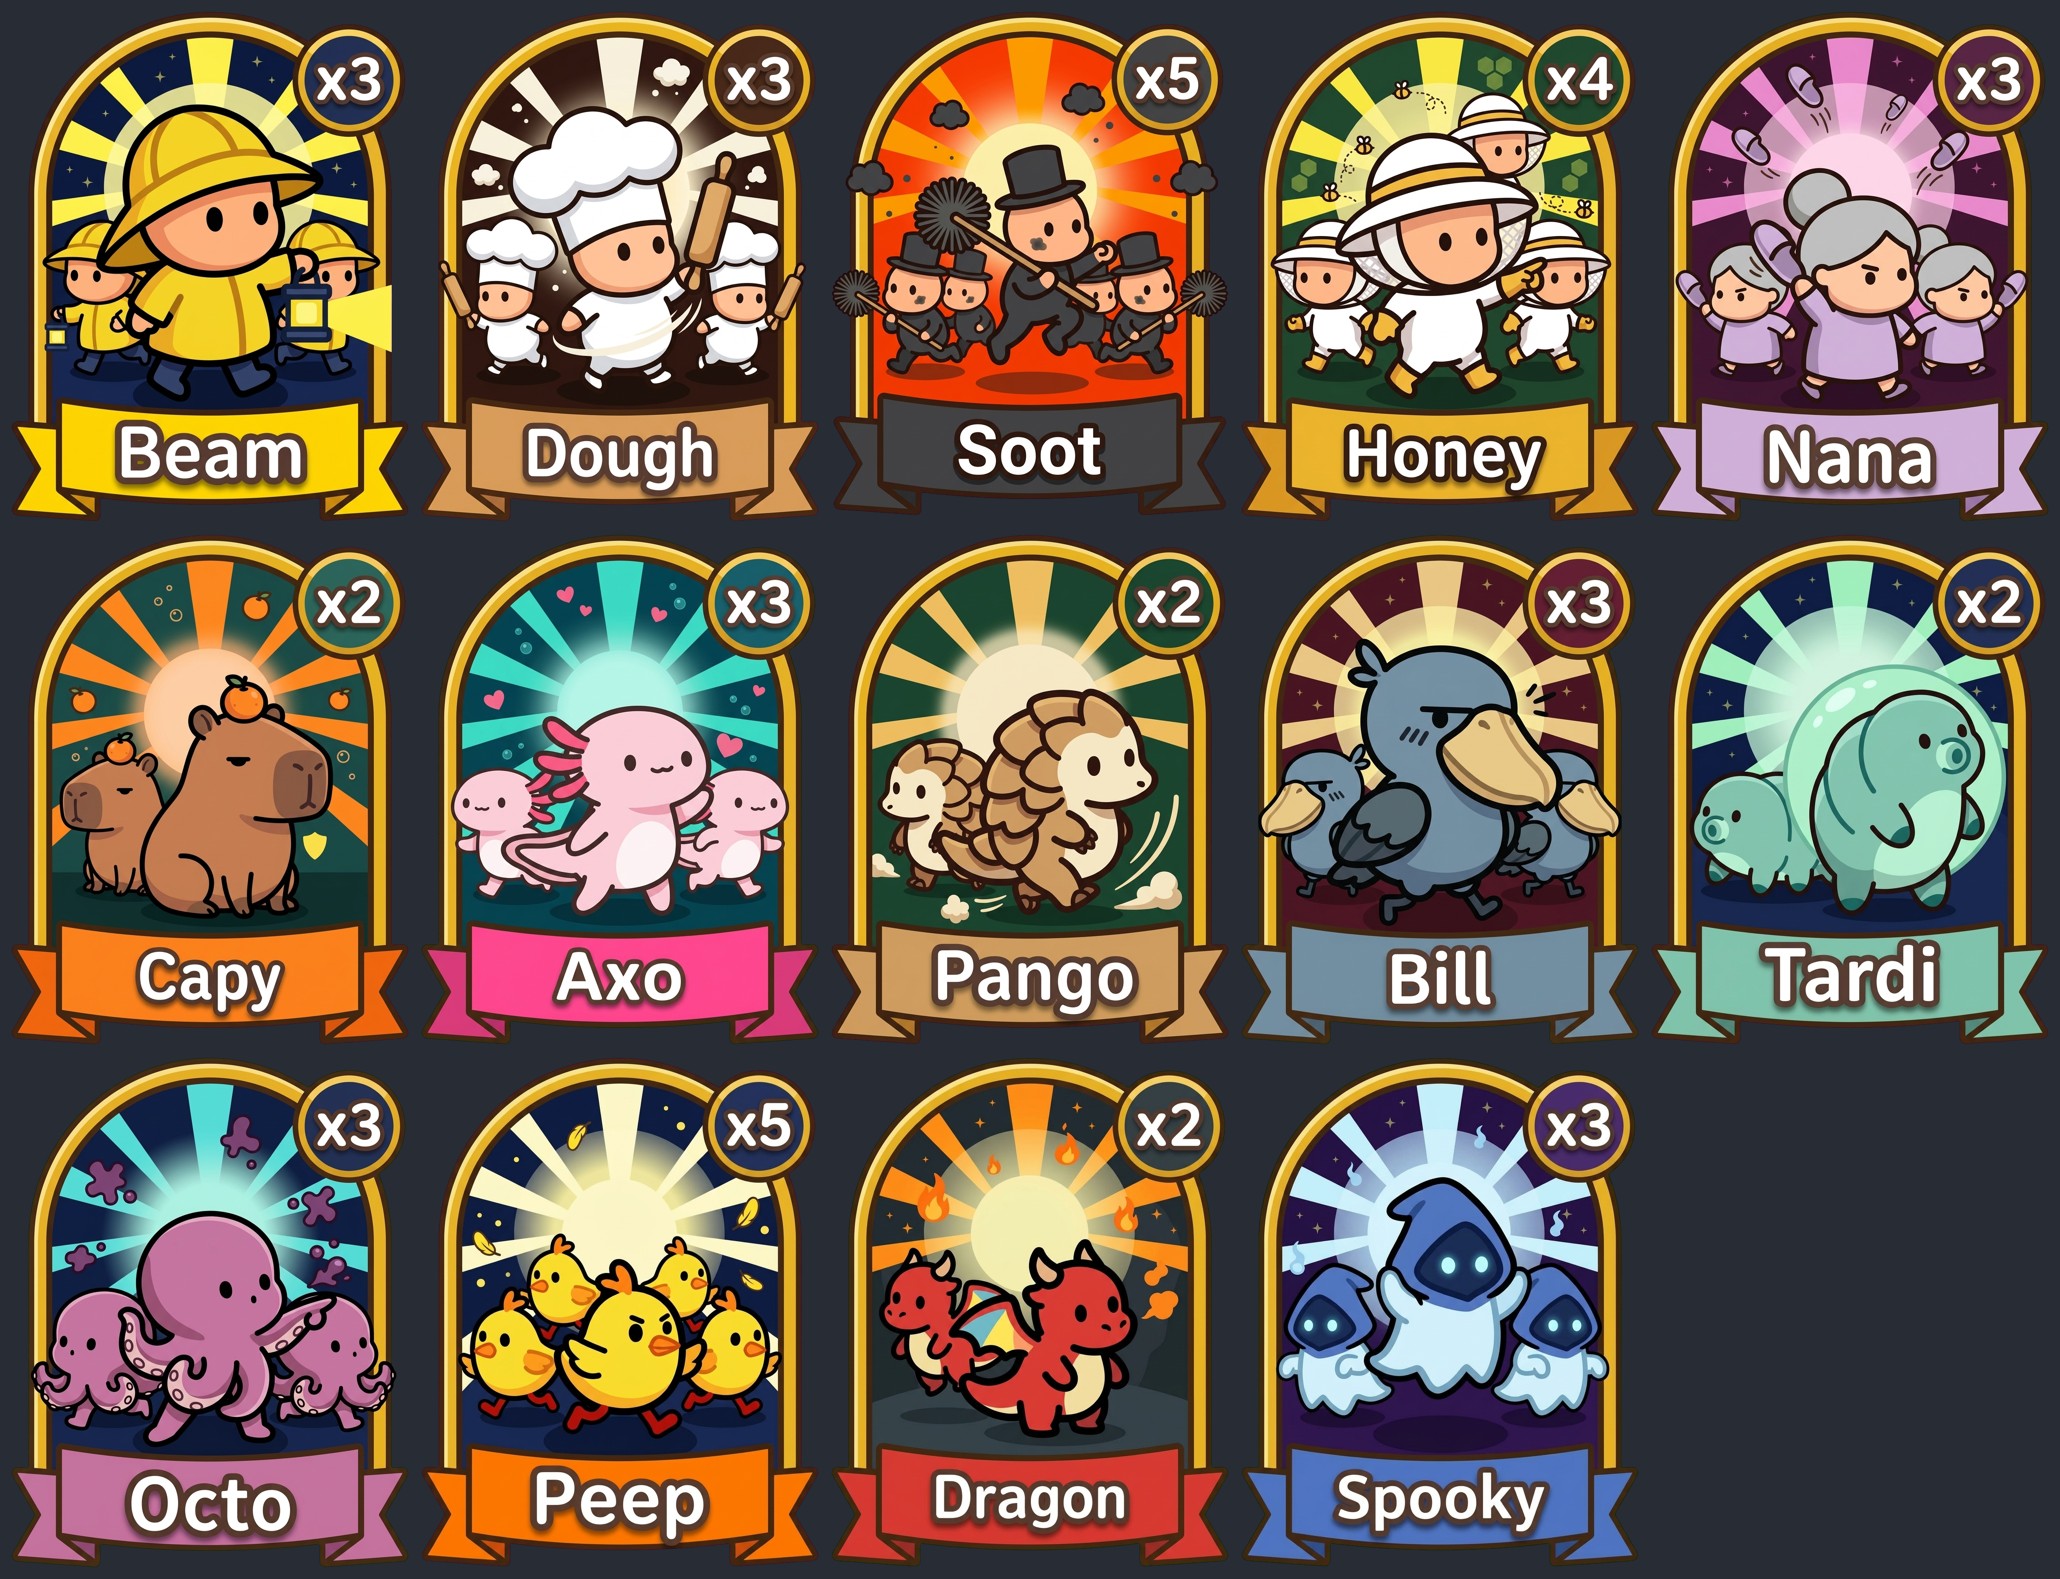 x3
Beam
x3
Dough
x5
Soot
x4
Honey
x3
Nana
x2
Capy
x3
Axo
x2
Pango
x3
Bill
x2
Tardi
x3
Octo
x5
Peep
x2
Dragon
x3
Spooky